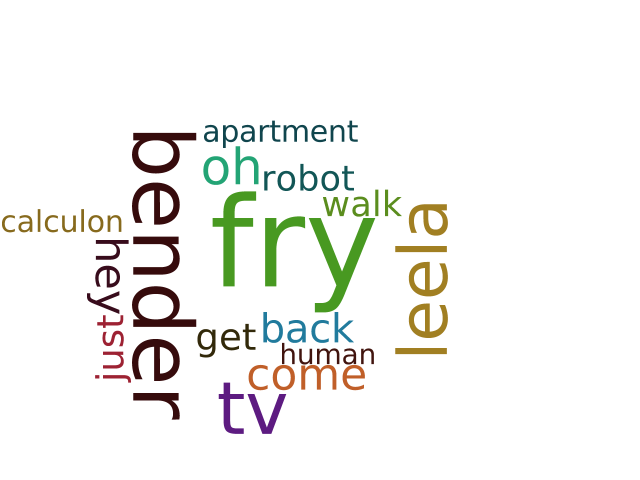 apartment
oh
robot
walk
calculon
bender
fry
leela
hey
just
get
back
human
come
tv